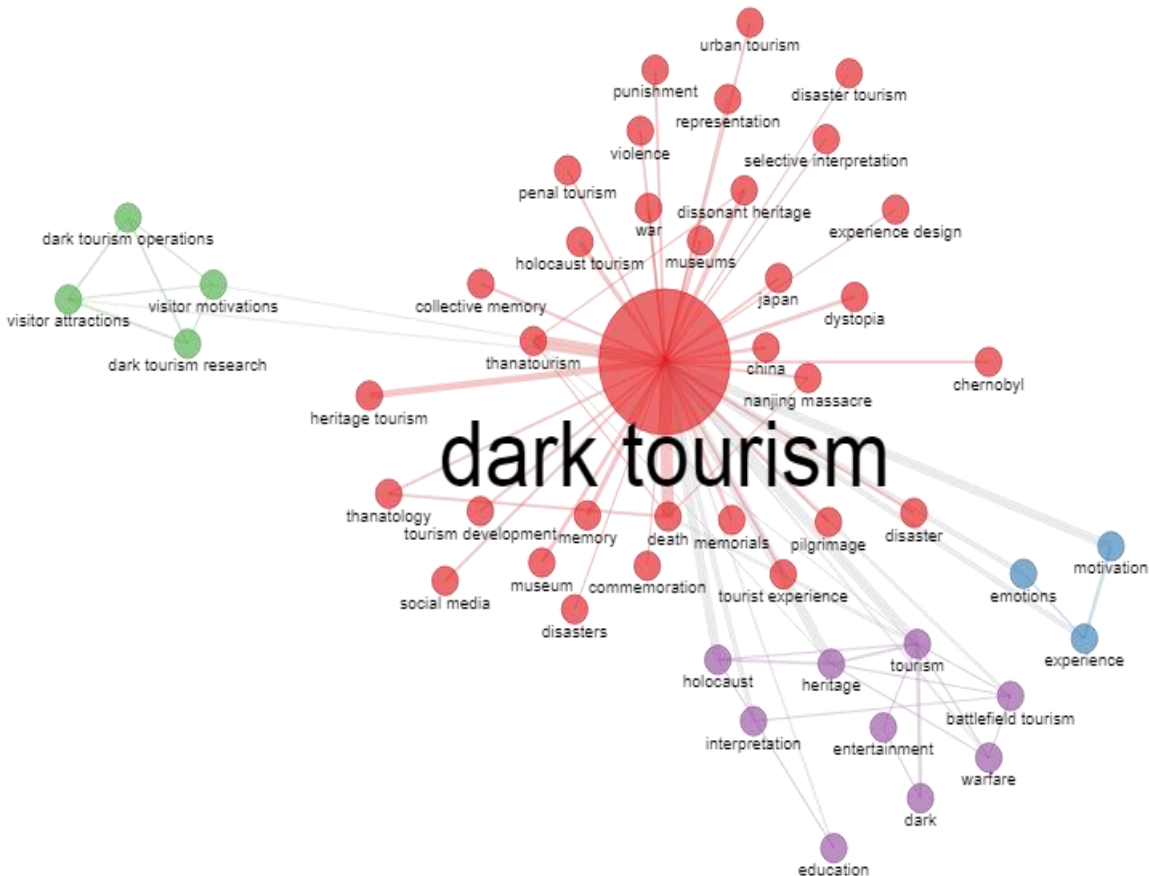 urban tourism
punishment
disaster tourism
representation
violence
selective interpretation
penal tourism
dissonant heritage
war
experience design
dark tourism operations
holocaust tourism
museums
japan
collective memory
visitor motivations
visitor attractions
dystopia
thanatourism
dark tourism research
china
chernobyl
nanjing massacre
heritage tourism
dark tourism
thanatology
tourism development
memory
death
memorials
pilgrimage
disaster
motivation
museum
commemoration
tourist experience
emotions
social media
disasters
experience
tourism
holocaust
heritage
battlefield tourism
interpretation
entertainment
warfare
dark
education